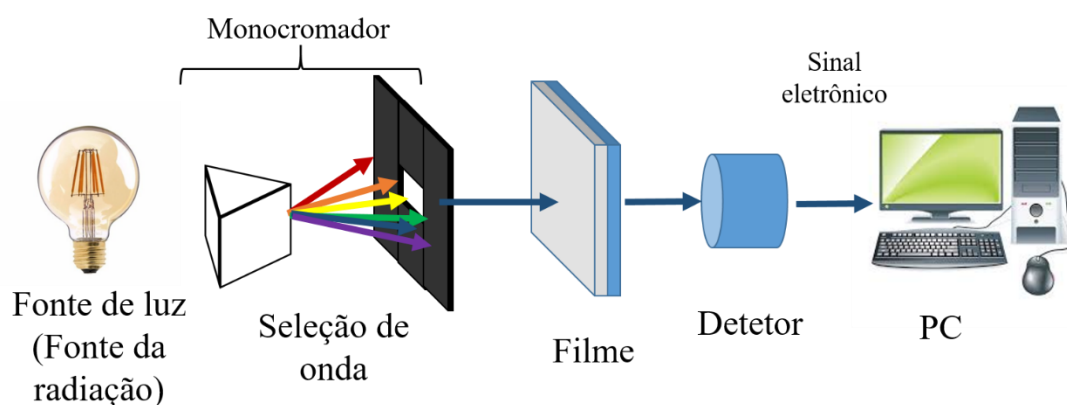 Monocromador
Sinal
eletrônico
Fonte de luz
(Fonte da
radiação)
Seleção de
onda
Filme
Detetor
PC